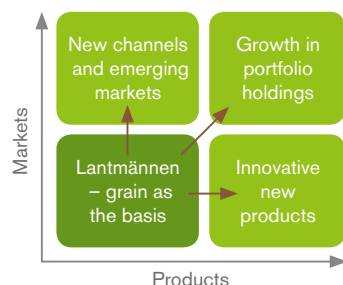 New channels
and emerging
markets
Growth in
portfolio
holdings
Markets
Lantmännen
– grain as
the basis
Innovative
new
products
Products